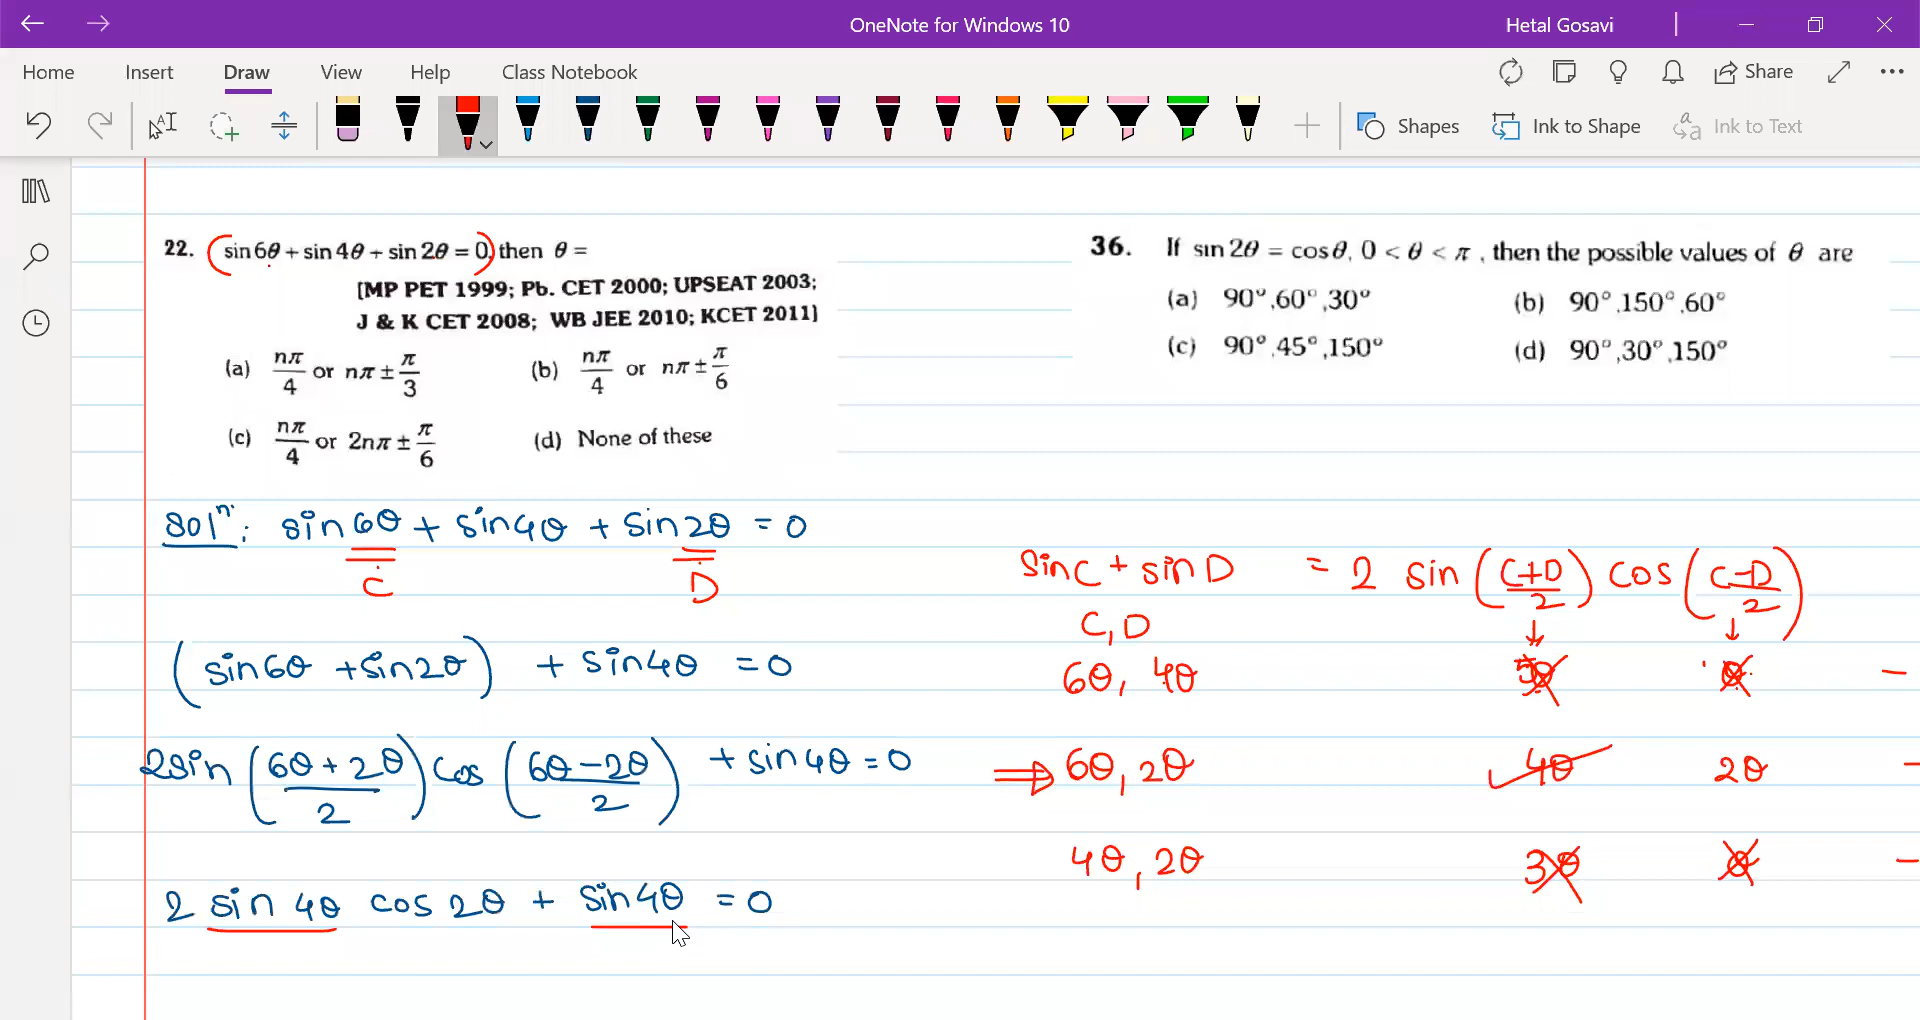 OneNote for Windows 10
Hetal Gosavi
Home Insert Draw View Help Class Notebook
Share
Shapes Ink to Shape Ink to Text
22. sin 6θ + sin 4θ + sin 2θ = 0, then θ =
[MP PET 1999; Pb. CET 2000; UPSEAT 2003;
J & K CET 2008; WB JEE 2010; KCET 2011]
(a) nπ/4 or nπ ± π/3 (b) nπ/4 or nπ ± π/6
(c) nπ/4 or 2nπ ± π/6 (d) None of these
36. If sin 2θ = cos θ, 0 < θ < π, then the possible values of θ are
(a) 90°, 60°, 30° (b) 90°, 150°, 60°
(c) 90°, 45°, 150° (d) 90°, 30°, 150°
Solⁿ: sin 6θ + sin 4θ + sin 2θ = 0
C D
(sin 6θ + sin 2θ) + sin 4θ = 0
2 sin ((6θ + 2θ)/2) cos ((6θ − 2θ)/2) + sin 4θ = 0
2 sin 4θ cos 2θ + sin 4θ = 0
sin C + sin D = 2 sin ((C+D)/2) cos ((C−D)/2)
C, D ↓ ↓
6θ, 4θ 5θ θ –
⇒ 6θ, 2θ 4θ 2θ –
4θ, 2θ 3θ θ –